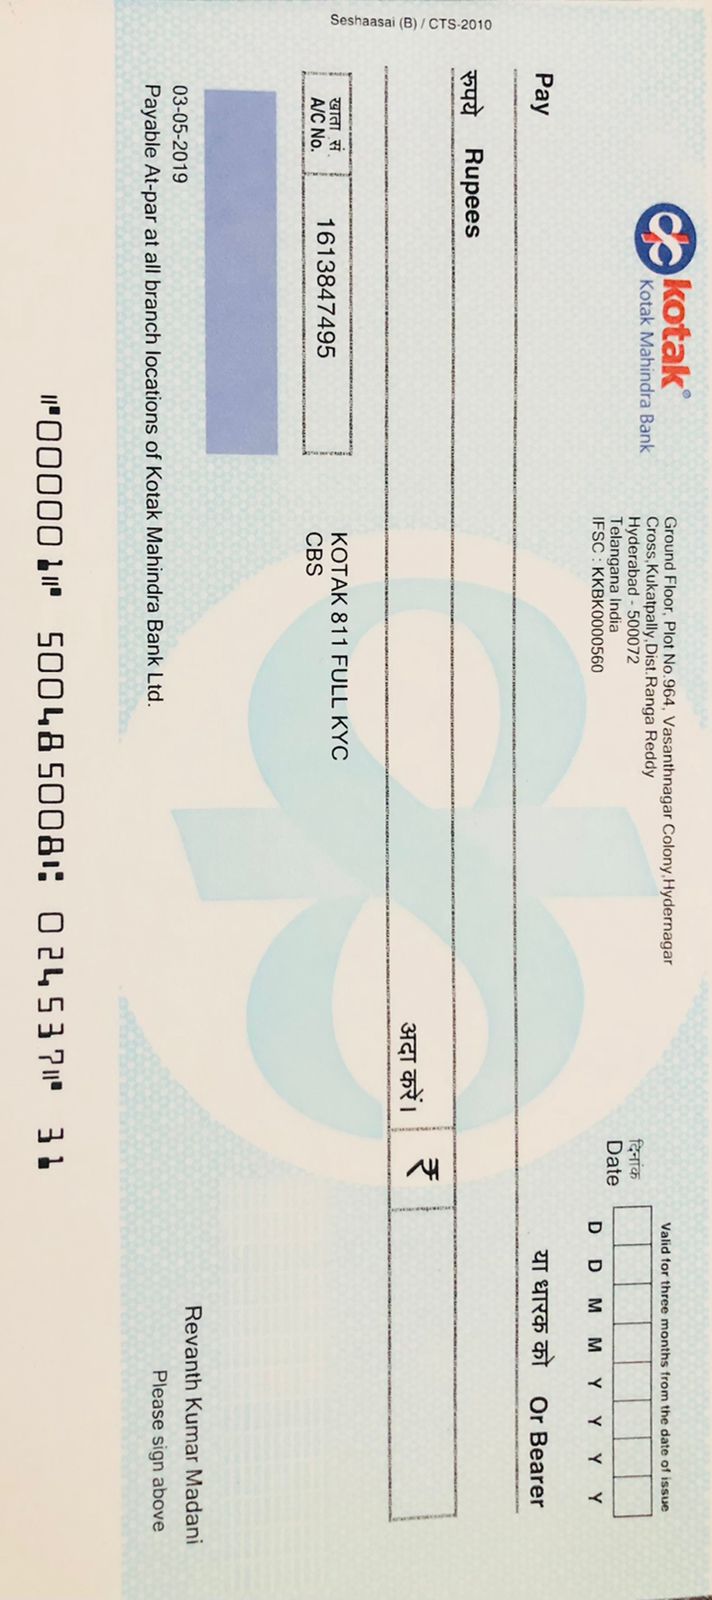 kotak®
Kotak Mahindra Bank
Ground Floor, Plot No.964, Vasanthnagar Colony,Hydernagar
Cross,Kukatpally,Dist.Ranga Reddy
Hyderabad - 500072
Telangana India
IFSC : KKBK0000560
Valid for three months from the date of issue
दिनांक
Date
D D M M Y Y Y Y
Pay
या धारक को Or Bearer
रुपये Rupees
अदा करें।
₹
खाता सं.
A/C No.
1613847495
KOTAK 811 FULL KYC
CBS
03-05-2019
Payable At-par at all branch locations of Kotak Mahindra Bank Ltd.
Revanth Kumar Madani
Please sign above
Seshaasai (B) / CTS-2010
⑈000001⑈ 500485008⑆ 024537⑈ 31